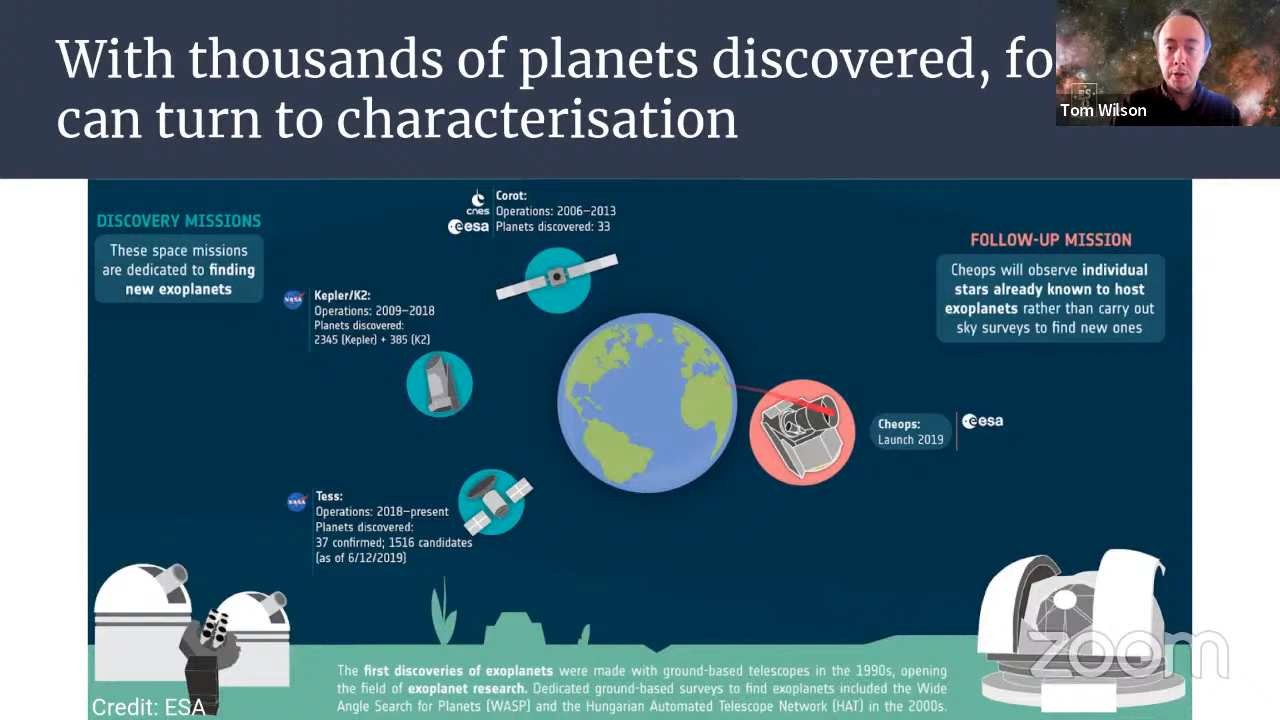 With thousands of planets discovered, fo
can turn to characterisation
Tom Wilson
DISCOVERY MISSIONS
These space missions
are dedicated to finding
new exoplanets
cnes
esa
Corot:
Operations: 2006–2013
Planets discovered: 33
NASA
Kepler/K2:
Operations: 2009–2018
Planets discovered:
2345 (Kepler) + 385 (K2)
FOLLOW-UP MISSION
Cheops will observe individual
stars already known to host
exoplanets rather than carry out
sky surveys to find new ones
Cheops:
Launch 2019
esa
NASA
Tess:
Operations: 2018–present
Planets discovered:
37 confirmed; 1516 candidates
(as of 6/12/2019)
zoom
The first discoveries of exoplanets were made with ground-based telescopes in the 1990s, opening
the field of exoplanet research. Dedicated ground-based surveys to find exoplanets included the Wide
Angle Search for Planets (WASP) and the Hungarian Automated Telescope Network (HAT) in the 2000s.
Credit: ESA